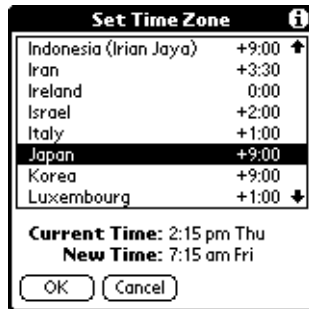 Set Time Zone i
Indonesia (Irian Jaya) +9:00
Iran +3:30
Ireland 0:00
Israel +2:00
Italy +1:00
Japan +9:00
Korea +9:00
Luxembourg +1:00
Current Time: 2:15 pm Thu
New Time: 7:15 am Fri
OK Cancel